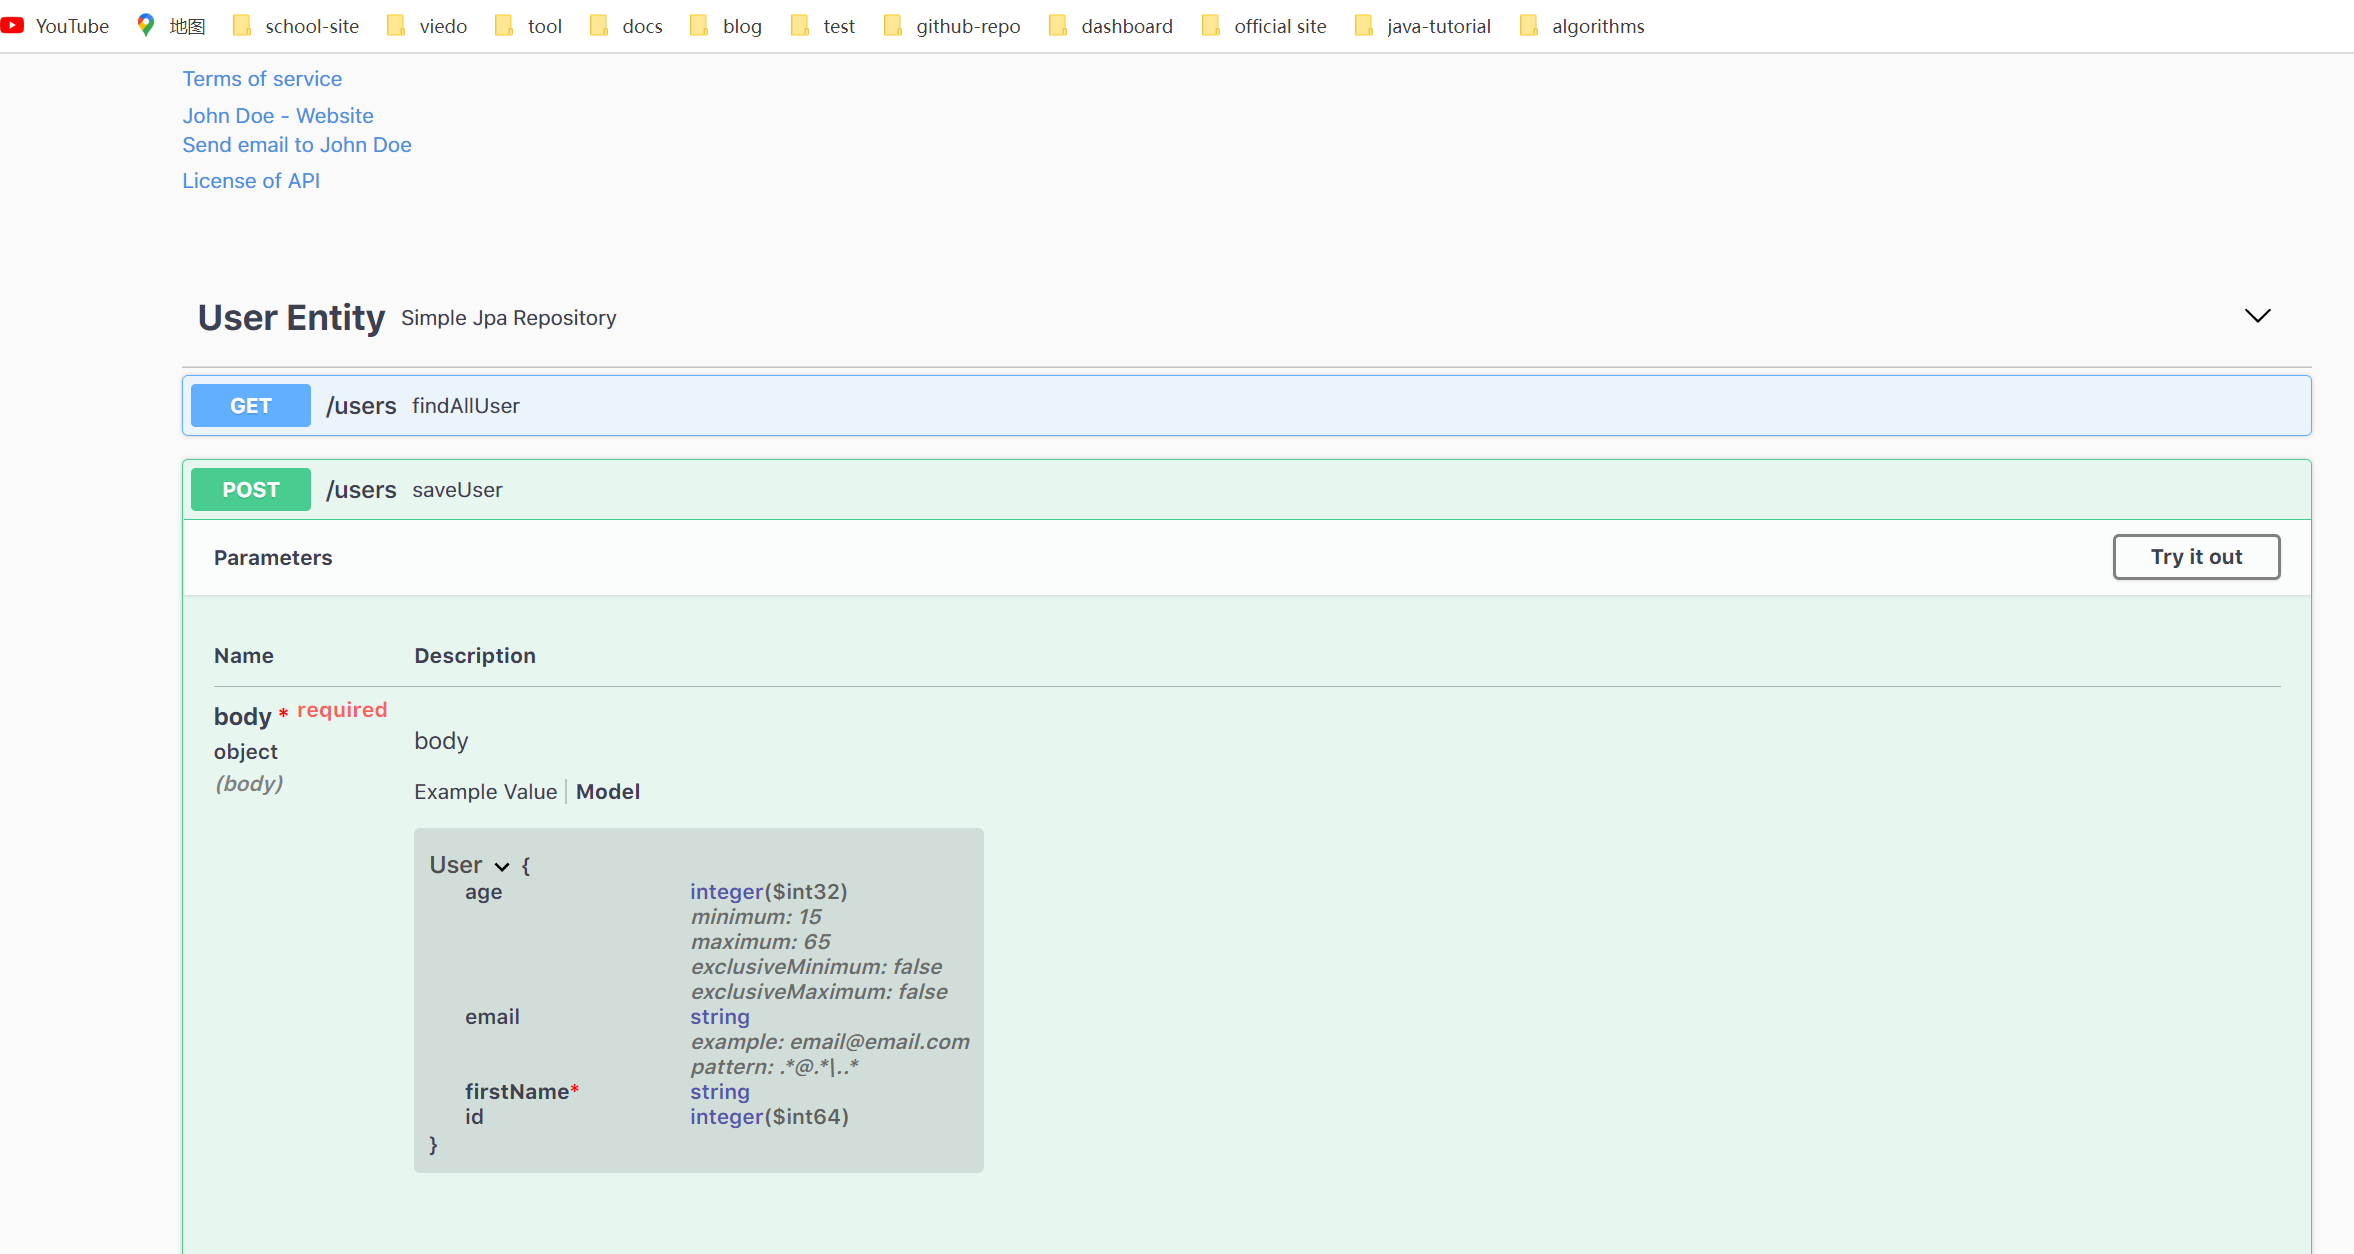 YouTube 地图 school-site viedo tool docs blog test github-repo dashboard official site java-tutorial algorithms
Terms of service
John Doe - Website
Send email to John Doe
License of API
User Entity Simple Jpa Repository
GET /users findAllUser
POST /users saveUser
Parameters Try it out
Name Description
body * required
object
(body)
body
Example Value Model
User {
age integer($int32)
minimum: 15
maximum: 65
exclusiveMinimum: false
exclusiveMaximum: false
email string
example: email@email.com
pattern: .*@.*\..*
firstName* string
id integer($int64)
}